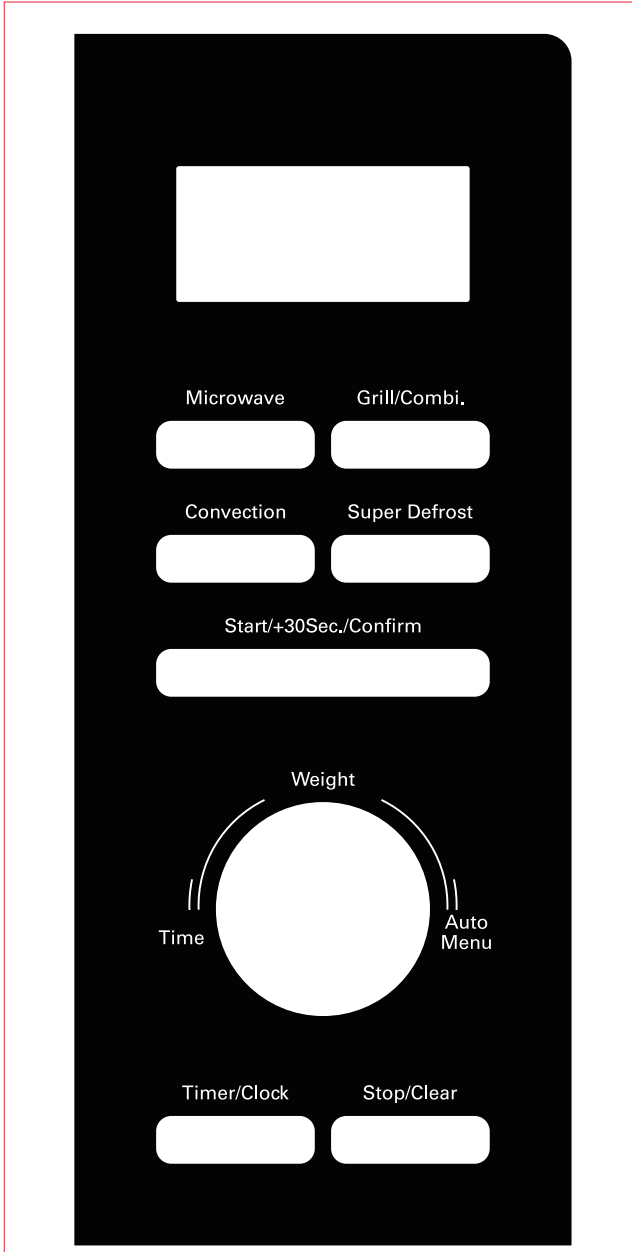 Microwave
Grill/Combi.
Convection
Super Defrost
Start/+30Sec./Confirm
Weight
Time
Auto
Menu
Timer/Clock
Stop/Clear